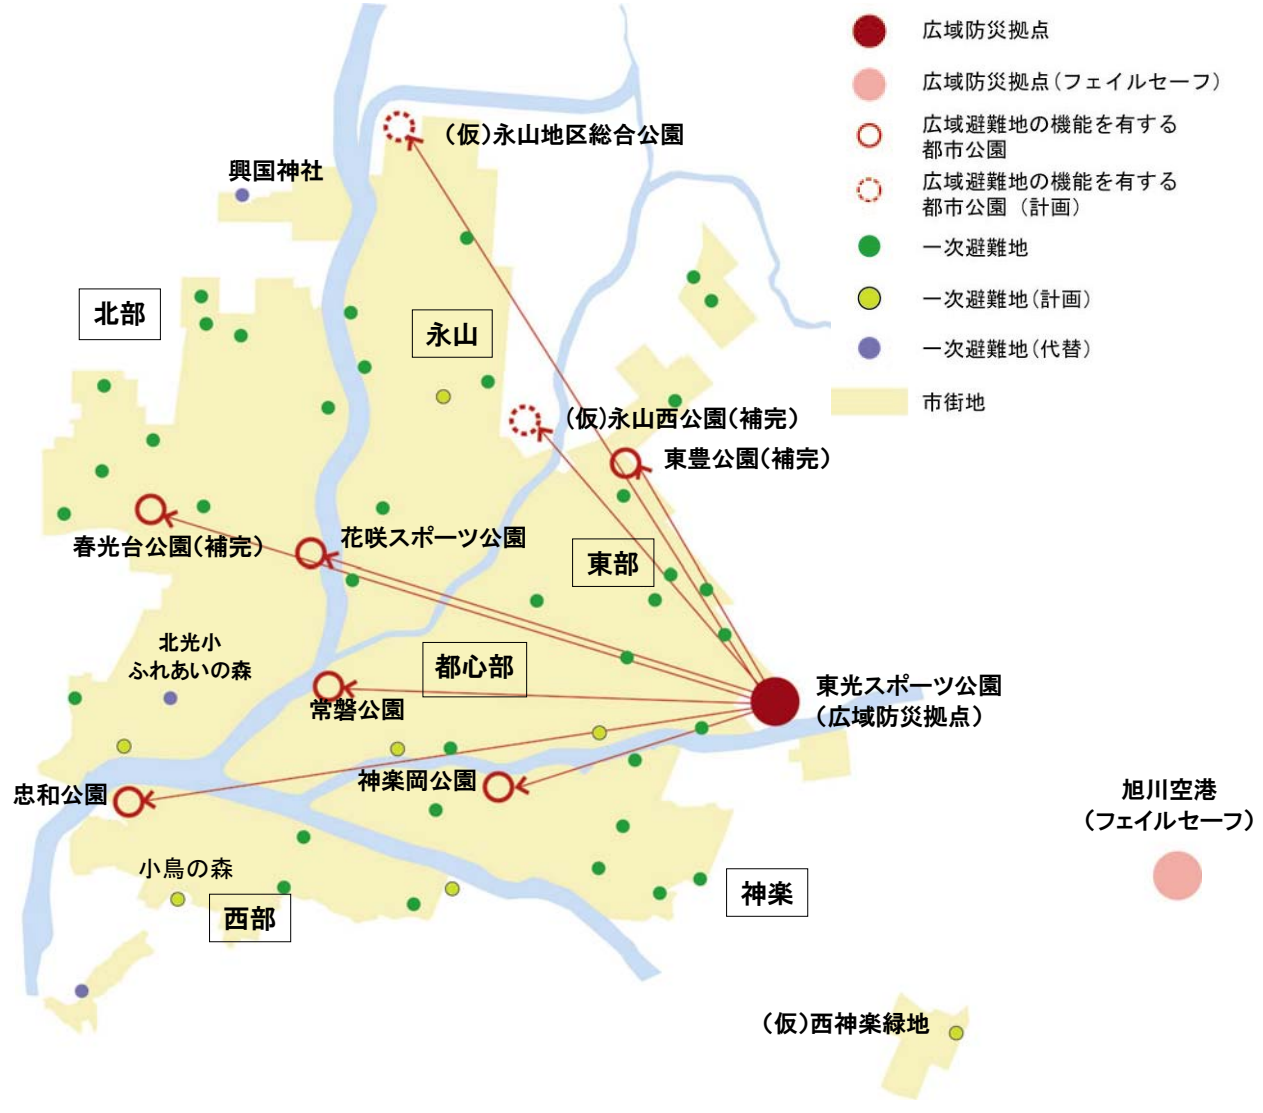 広域防災拠点
広域防災拠点(フェイルセーフ)
広域避難地の機能を有する
都市公園
広域避難地の機能を有する
都市公園（計画）
一次避難地
一次避難地(計画)
一次避難地(代替)
市街地
（仮）永山地区総合公園
興国神社
北部
永山
（仮）永山西公園(補完)
東豊公園(補完)
花咲スポーツ公園
春光台公園(補完)
東部
北光小
ふれあいの森
都心部
常磐公園
東光スポーツ公園
（広域防災拠点）
神楽岡公園
忠和公園
旭川空港
（フェイルセーフ）
小鳥の森
西部
神楽
（仮）西神楽緑地